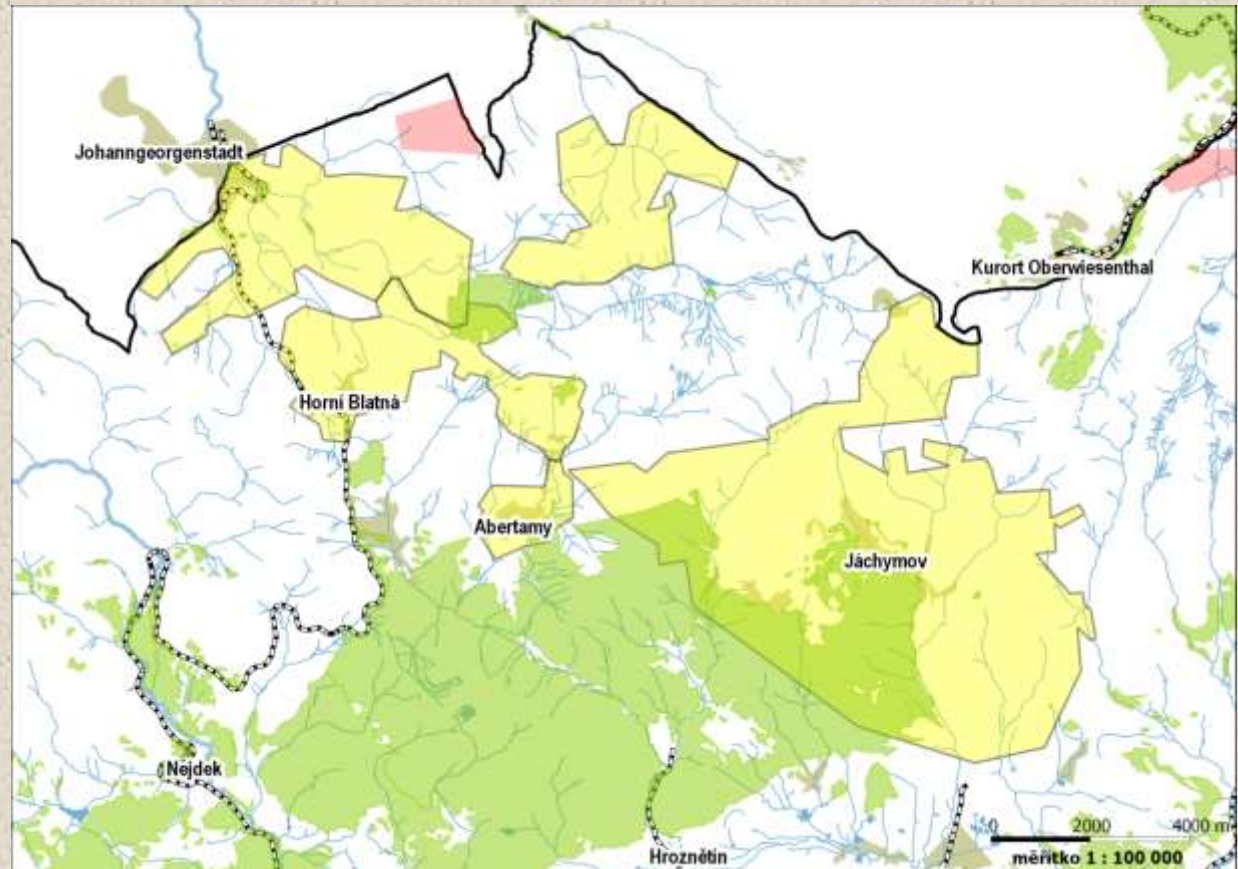 Johanngeorgenstadt
Kurort Oberwiesenthal
Horní Blatná
Abertamy
Jáchymov
Nejdek
Hroznětín
0 2000 4000 m
měřítko 1 : 100 000